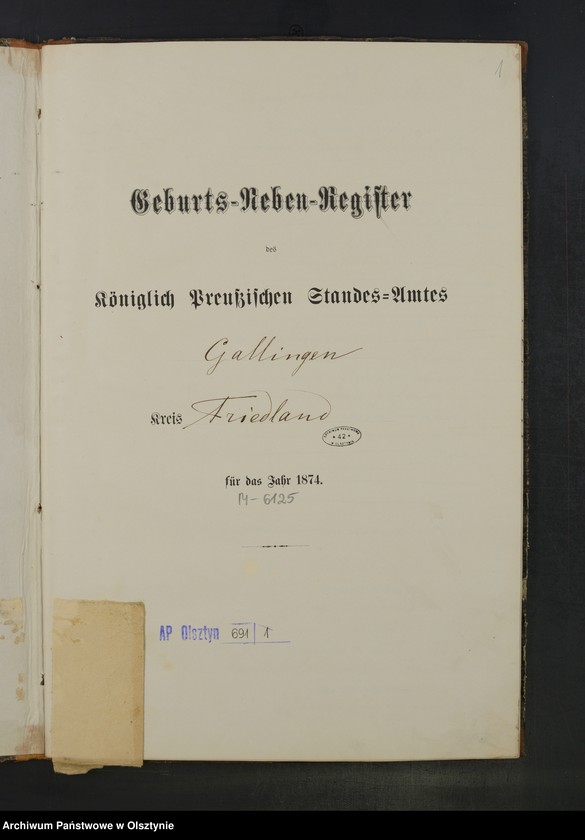 1
Geburts-Neben-Register
des
Königlich Preußischen Standes-Amtes
Gallingen
Kreis Friedland
42
für das Jahr 1874.
M-6125
AP Olsztyn 691 1
Archiwum Państwowe w Olsztynie